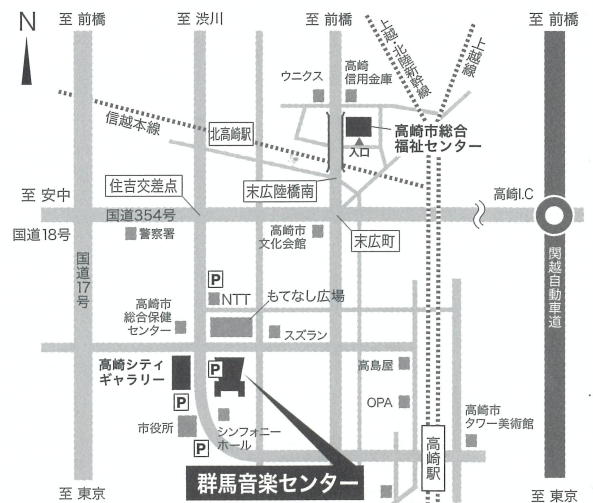 N
至 前橋
至 渋川
至 前橋
至 前橋
上越・北陸新幹線
上越線
ウニクス
高崎
信用金庫
信越本線
北高崎駅
入口
高崎市総合
福祉センター
至 安中
住吉交差点
末広陸橋南
高崎I.C
国道354号
国道18号
警察署
高崎市
文化会館
末広町
国道17号
関越自動車道
P
NTT
もてなし広場
高崎市
総合保健
センター
スズラン
高崎シティ
ギャラリー
P
高島屋
P
OPA
市役所
シンフォニー
ホール
高崎市
タワー美術館
P
高崎駅
群馬音楽センター
至 東京
至 東京